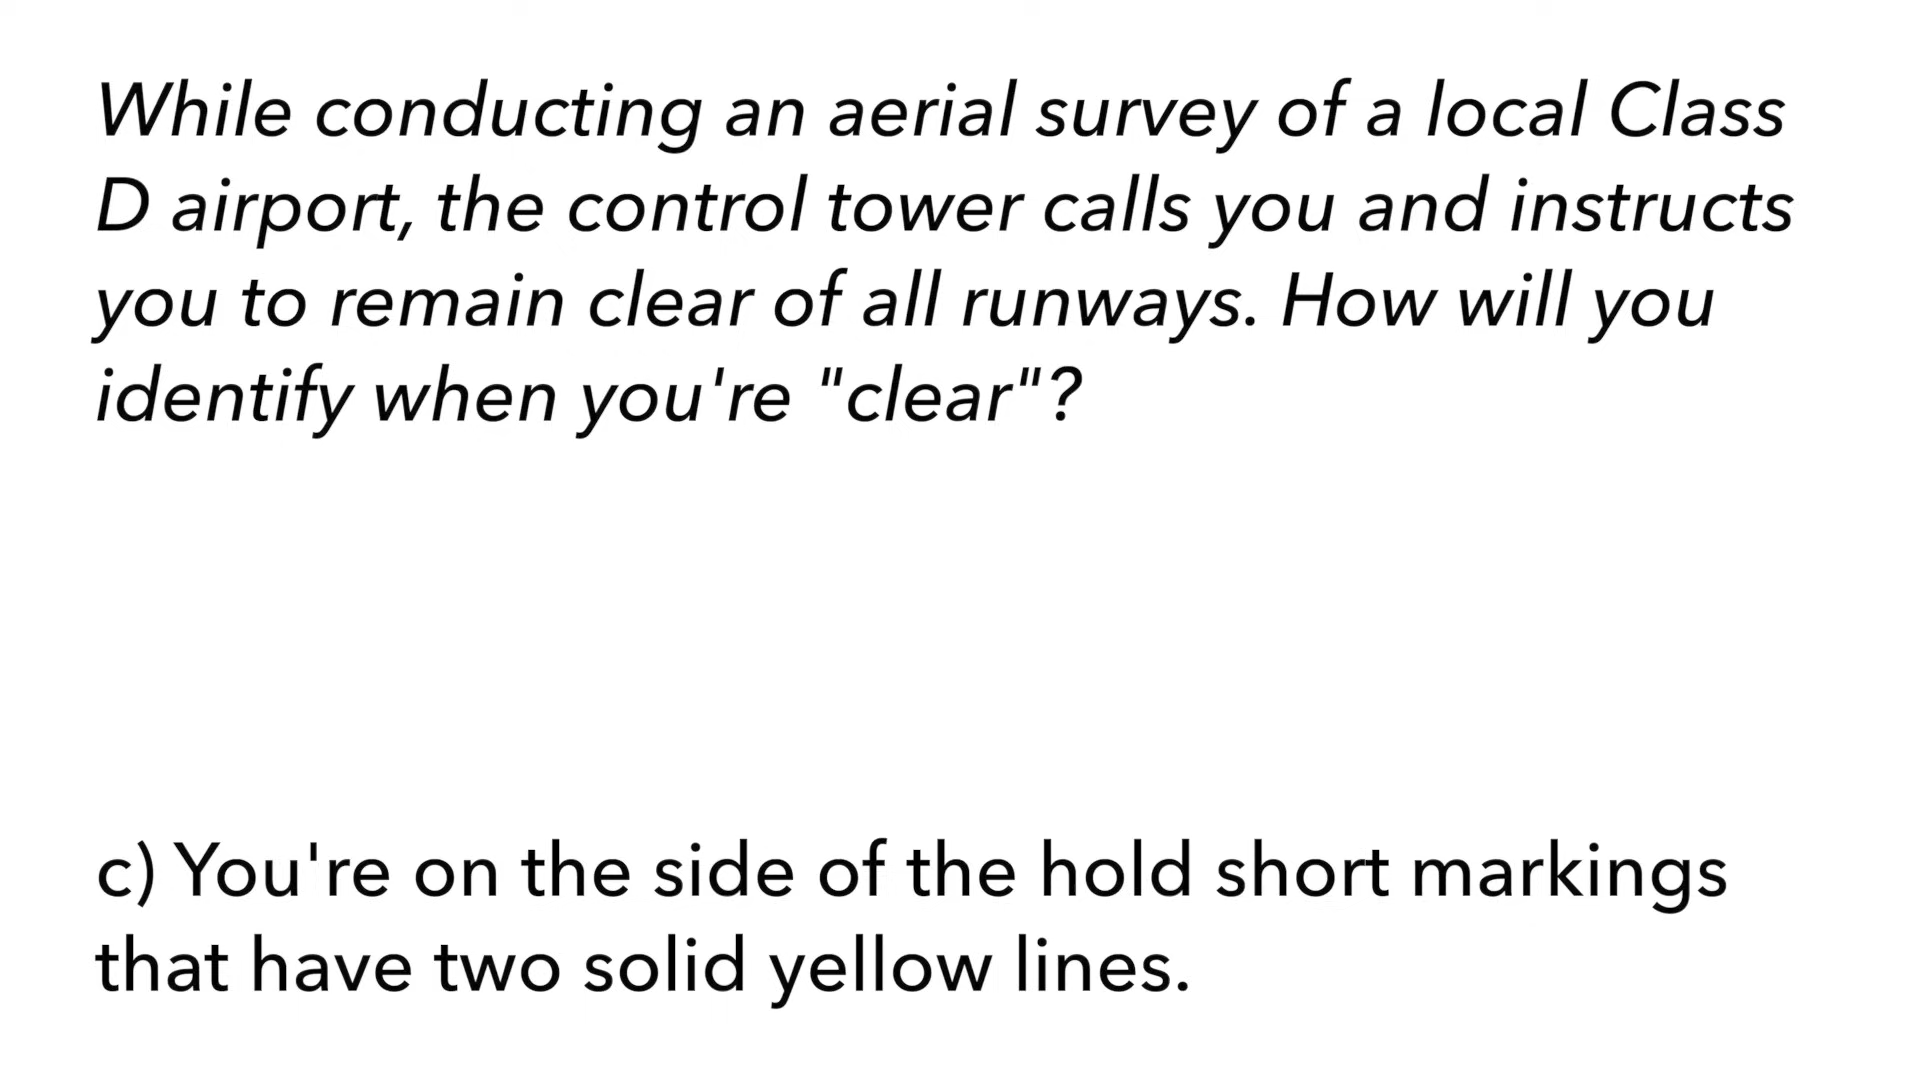 While conducting an aerial survey of a local Class
D airport, the control tower calls you and instructs
you to remain clear of all runways. How will you
identify when you're "clear"?
c) You're on the side of the hold short markings
that have two solid yellow lines.